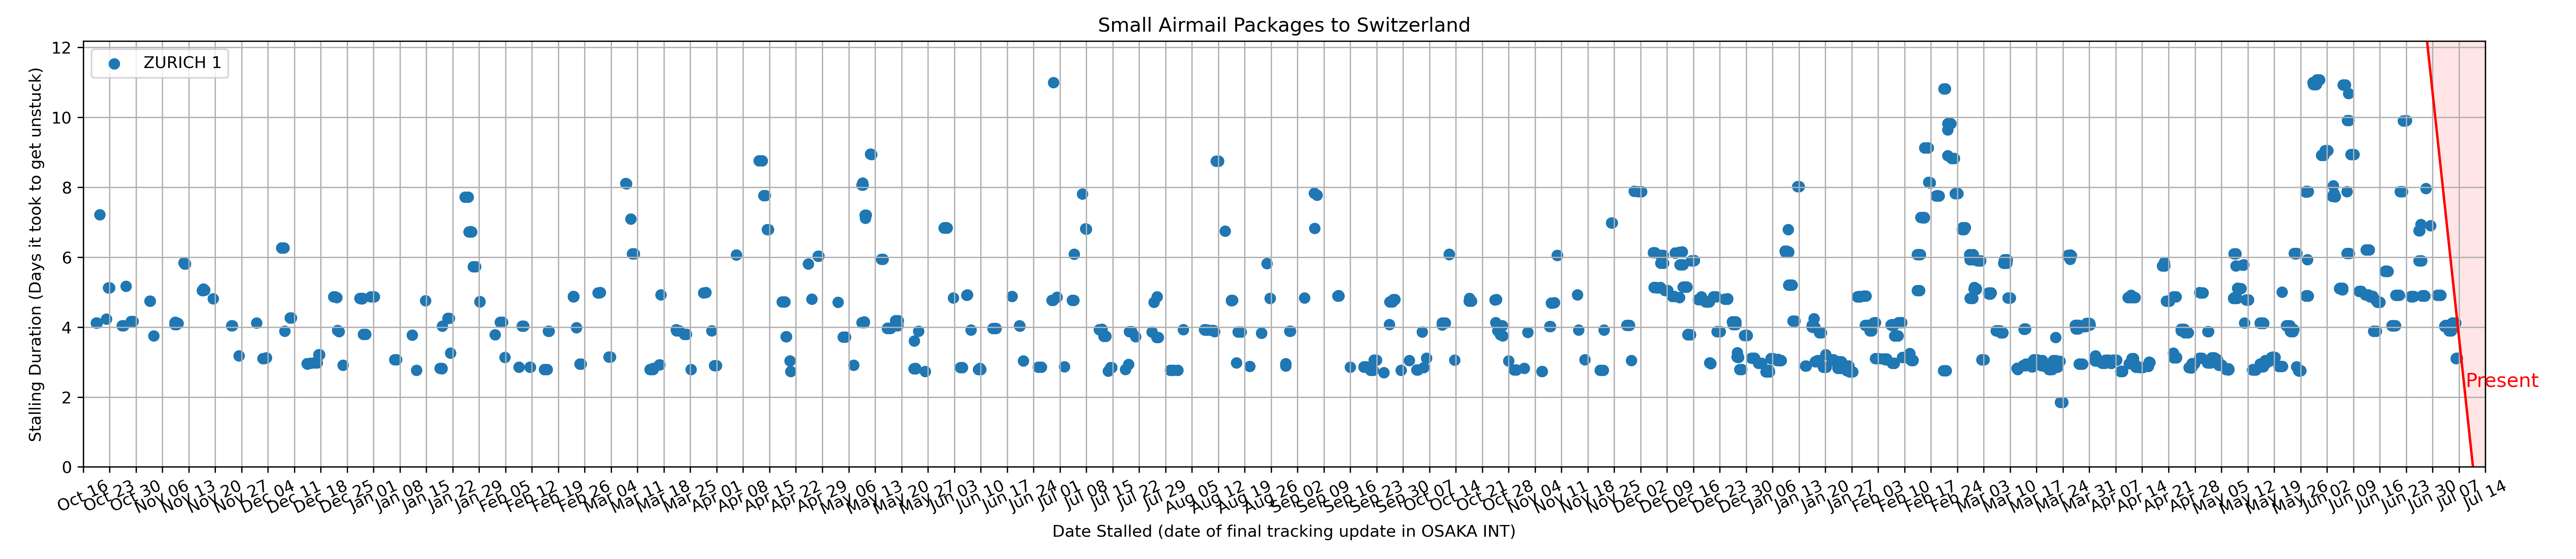 Small Airmail Packages to Switzerland
ZURICH 1
Stalling Duration (Days it took to get unstuck)
12
10
8
6
4
2
0
Present
Oct 16
Oct 23
Oct 30
Nov 06
Nov 13
Nov 20
Nov 27
Dec 04
Dec 11
Dec 18
Dec 25
Jan 01
Jan 08
Jan 15
Jan 22
Jan 29
Feb 05
Feb 12
Feb 19
Feb 26
Mar 04
Mar 11
Mar 18
Mar 25
Apr 01
Apr 08
Apr 15
Apr 22
Apr 29
May 06
May 13
May 20
May 27
Jun 03
Jun 10
Jun 17
Jun 24
Jul 01
Jul 08
Jul 15
Jul 22
Jul 29
Aug 05
Aug 12
Aug 19
Aug 26
Sep 02
Sep 09
Sep 16
Sep 23
Sep 30
Oct 07
Oct 14
Oct 21
Oct 28
Nov 04
Nov 11
Nov 18
Nov 25
Dec 02
Dec 09
Dec 16
Dec 23
Dec 30
Jan 06
Jan 13
Jan 20
Jan 27
Feb 03
Feb 10
Feb 17
Feb 24
Mar 03
Mar 10
Mar 17
Mar 24
Mar 31
Apr 07
Apr 14
Apr 21
Apr 28
May 05
May 12
May 19
May 26
Jun 02
Jun 09
Jun 16
Jun 23
Jun 30
Jul 07
Jul 14
Date Stalled (date of final tracking update in OSAKA INT)